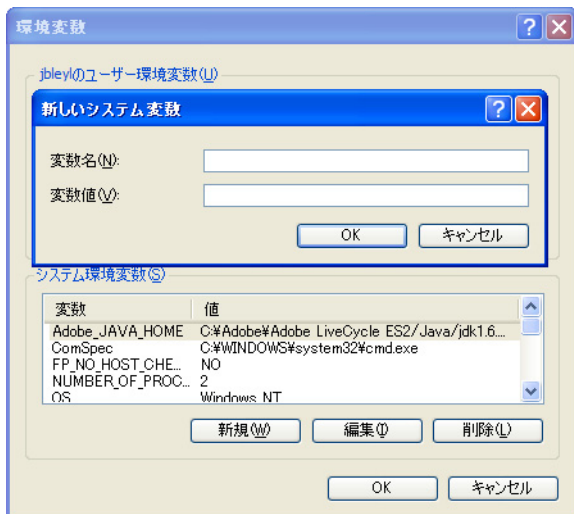 環境変数
jbleylのユーザー環境変数(U)
新しいシステム変数
変数名(N):
変数値(V):
OK キャンセル
システム環境変数(S)
変数 値
Adobe_JAVA_HOME C:¥Adobe¥Adobe LiveCycle ES2/Java/jdk1.6...
ComSpec C:¥WINDOWS¥system32¥cmd.exe
FP_NO_HOST_CHE... NO
NUMBER_OF_PROC... 2
OS Windows_NT
新規(W) 編集(I) 削除(L)
OK キャンセル